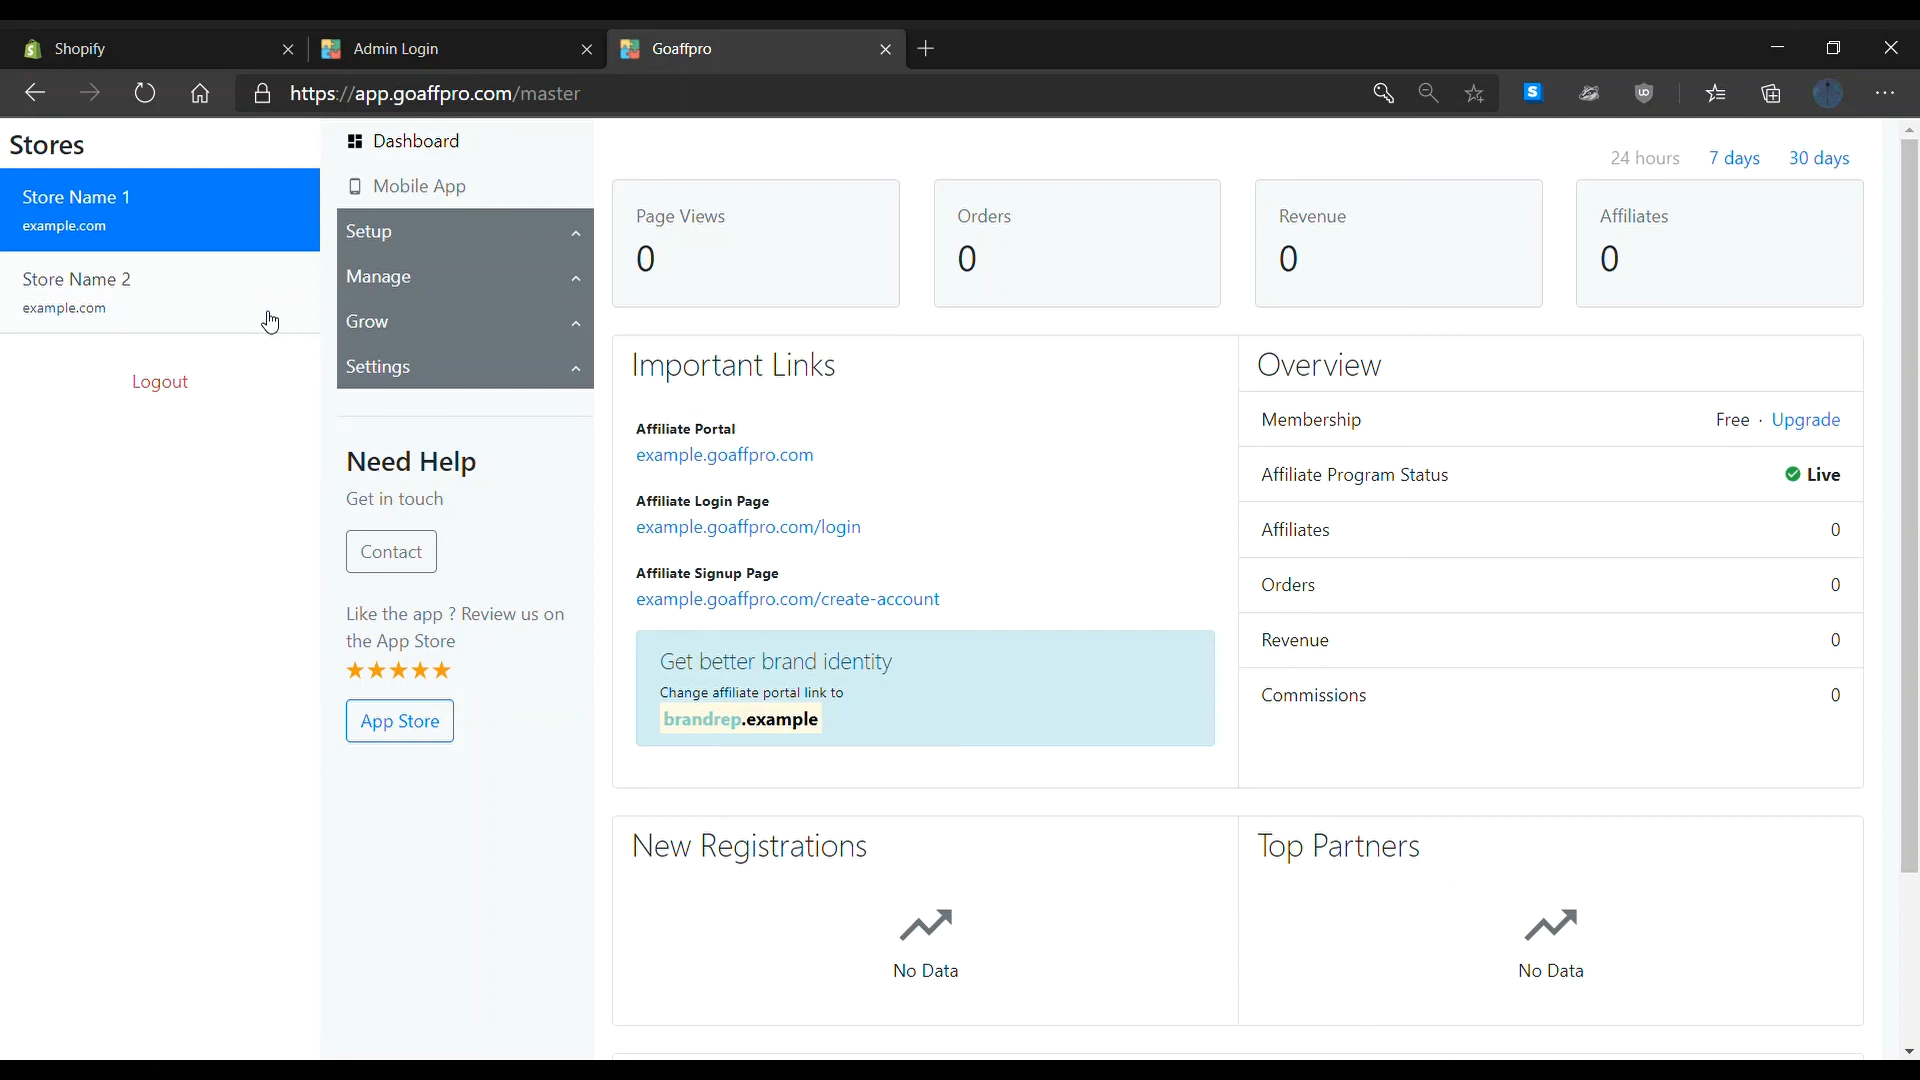 Shopify
Admin Login
Goaffpro
https://app.goaffpro.com/master
S
UO
Stores
Store Name 1
example.com
Store Name 2
example.com
Logout
Dashboard
Mobile App
Setup
Manage
Grow
Settings
Need Help
Get in touch
Contact
Like the app ? Review us on
the App Store
App Store
24 hours 7 days 30 days
Page Views
0
Orders
0
Revenue
0
Affiliates
0
Important Links
Affiliate Portal
example.goaffpro.com
Affiliate Login Page
example.goaffpro.com/login
Affiliate Signup Page
example.goaffpro.com/create-account
Get better brand identity
Change affiliate portal link to
brandrep.example
Overview
Membership Free · Upgrade
Affiliate Program Status Live
Affiliates 0
Orders 0
Revenue 0
Commissions 0
New Registrations
No Data
Top Partners
No Data